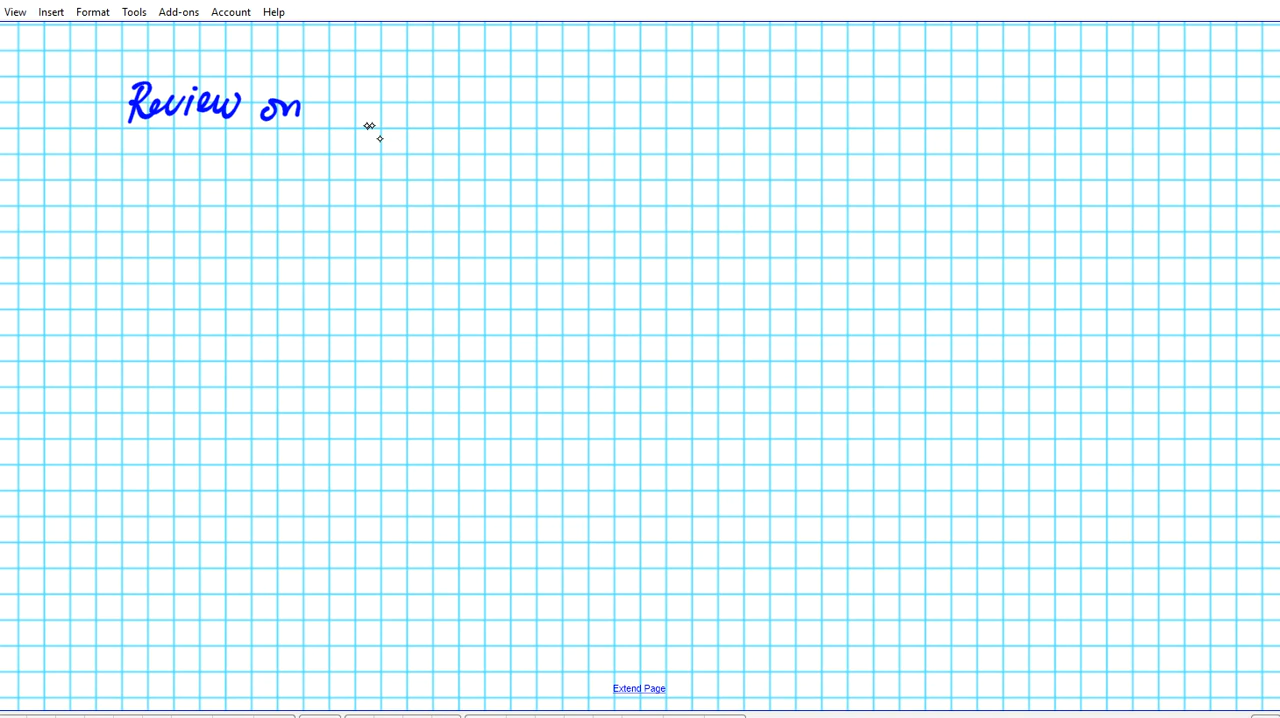 View Insert Format Tools Add-ons Account Help
Review on
Extend Page